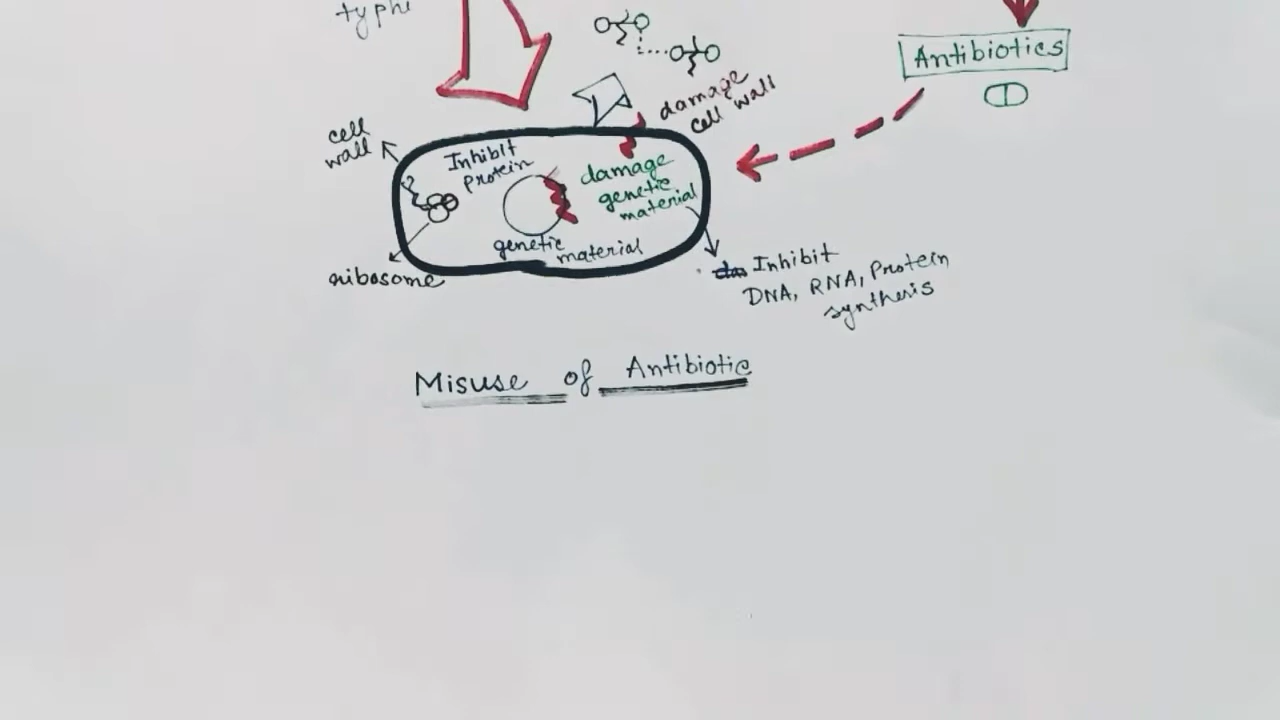 typhi
Antibiotics
damage
cell wall
cell
wall
Inhibit
protein
damage
genetic
material
genetic material
ribosome
Inhibit
DNA, RNA, Protein
synthesis
Misuse of Antibiotic